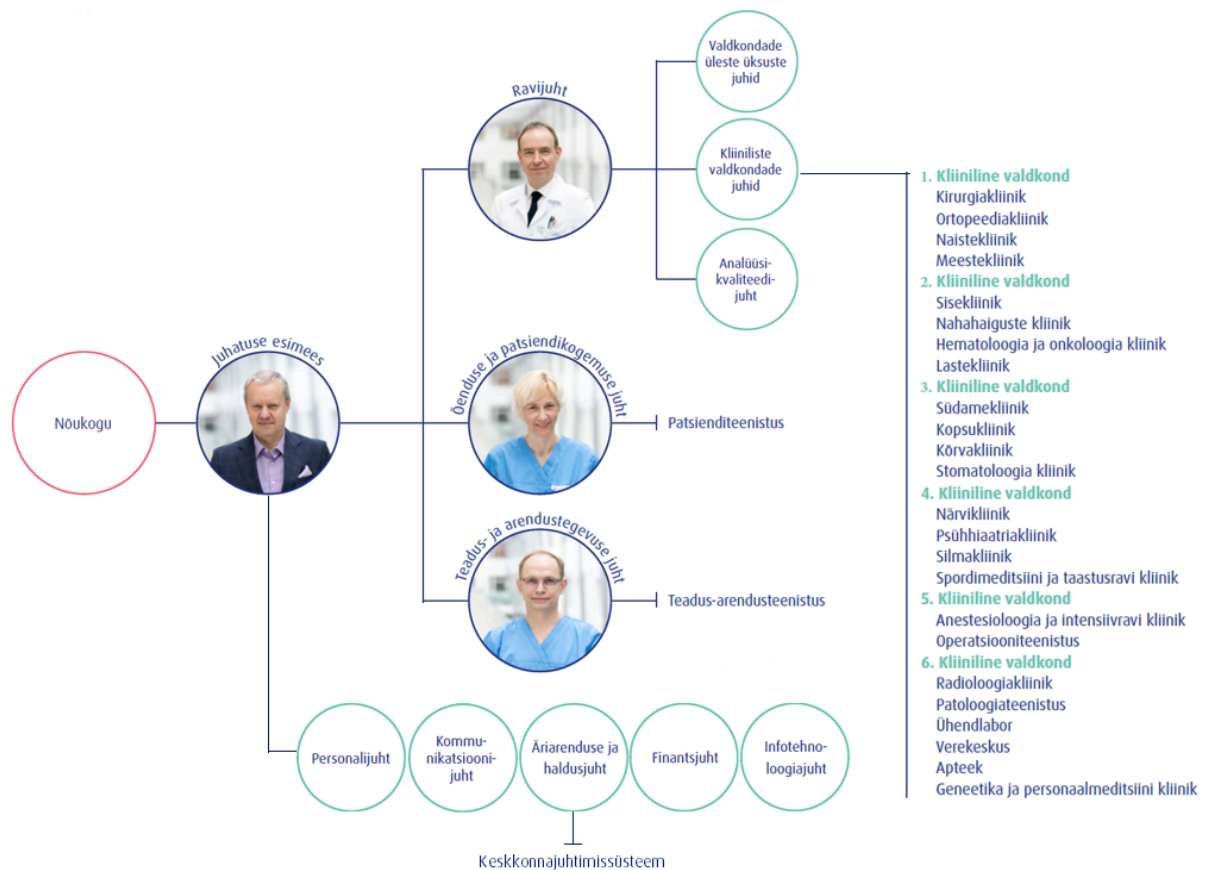 Valdkondade
üleste üksuste
juhid
Ravijuht
Kliiniliste
valdkondade
juhid
Analüüsi-
kvaliteedi-
juht
Nõukogu
Juhatuse esimees
Õenduse ja patsiendikogemuse juht
Patsienditeenistus
Teadus- ja arendustegevuse juht
Teadus-arendusteenistus
1. Kliiniline valdkond
Kirurgiakliinik
Ortopeediakliinik
Naistekliinik
Meestekliinik
2. Kliiniline valdkond
Sisekliinik
Nahahaiguste kliinik
Hematoloogia ja onkoloogia kliinik
Lastekliinik
3. Kliiniline valdkond
Südamekliinik
Kopsukliinik
Kõrvakliinik
Stomatoloogia kliinik
4. Kliiniline valdkond
Närvikliinik
Psühhiaatriakliinik
Silmakliinik
Spordimeditsiini ja taastusravi kliinik
5. Kliiniline valdkond
Anestesioloogia ja intensiivravi kliinik
Operatsiooniteenistus
6. Kliiniline valdkond
Radioloogiakliinik
Patoloogiateenistus
Ühendlabor
Verekeskus
Apteek
Geneetika ja personaalmeditsiini kliinik
Personalijuht
Kommu-
nikatsiooni-
juht
Äriarenduse ja
haldusjuht
Finantsjuht
Infotehno-
loogiajuht
Keskkonnajuhtimissüsteem